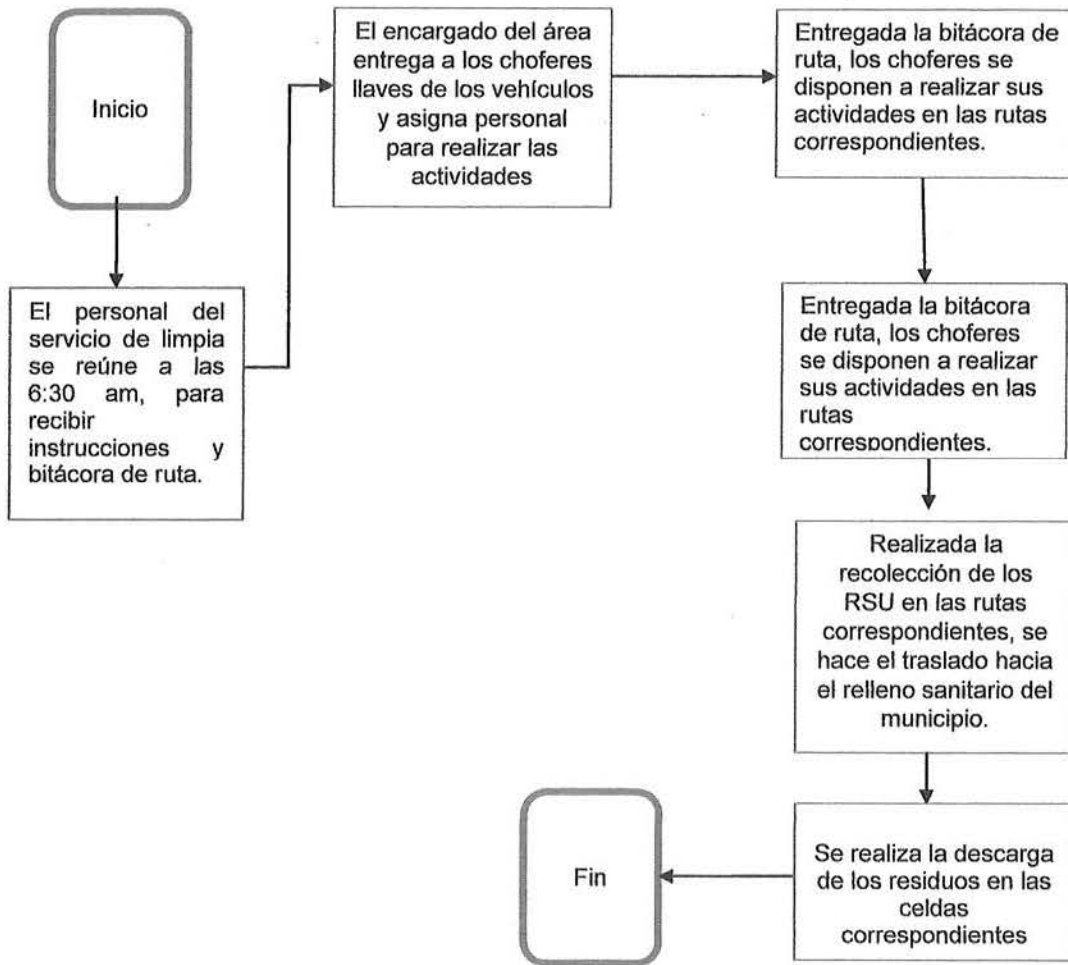 Inicio
El personal del
servicio de limpia
se reúne a las
6:30 am, para
recibir
instrucciones y
bitácora de ruta.
El encargado del área
entrega a los choferes
llaves de los vehículos
y asigna personal
para realizar las
actividades
Entregada la bitácora de
ruta, los choferes se
disponen a realizar sus
actividades en las rutas
correspondientes.
Entregada la bitácora
de ruta, los choferes
se disponen a realizar
sus actividades en las
rutas
correspondientes.
Realizada la
recolección de los
RSU en las rutas
correspondientes, se
hace el traslado hacia
el relleno sanitario del
municipio.
Se realiza la descarga
de los residuos en las
celdas
correspondientes
Fin